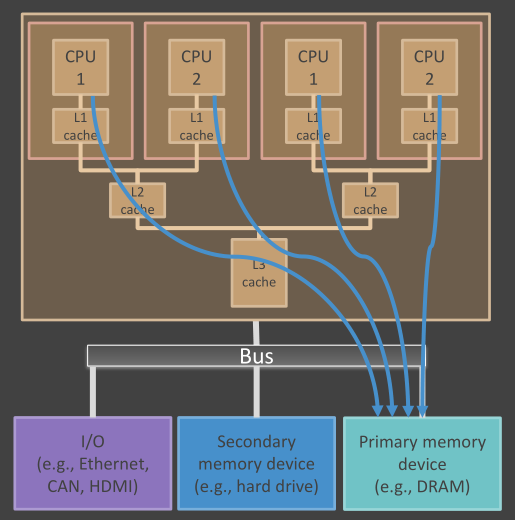 CPU
1
CPU
2
CPU
1
CPU
2
L1
cache
L1
cache
L1
cache
L1
cache
L2
cache
L2
cache
L3
cache
Bus
I/O
(e.g., Ethernet,
CAN, HDMI)
Secondary
memory device
(e.g., hard drive)
Primary memory
device
(e.g., DRAM)